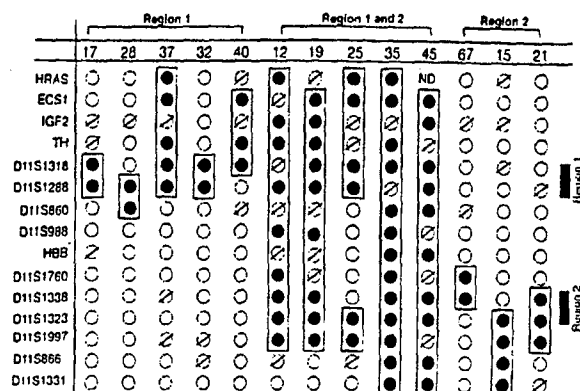 Region 1 Region 1 and 2 Region 2
17 28 37 32 40 12 19 25 35 45 67 15 21
HRAS ND
ECS1
IGF2
TH
D11S1318
D11S1288
D11S860
D11S988
HBB
D11S1760
D11S1338
D11S1323
D11S1997
D11S866
D11S1331
Region 1
Region 2